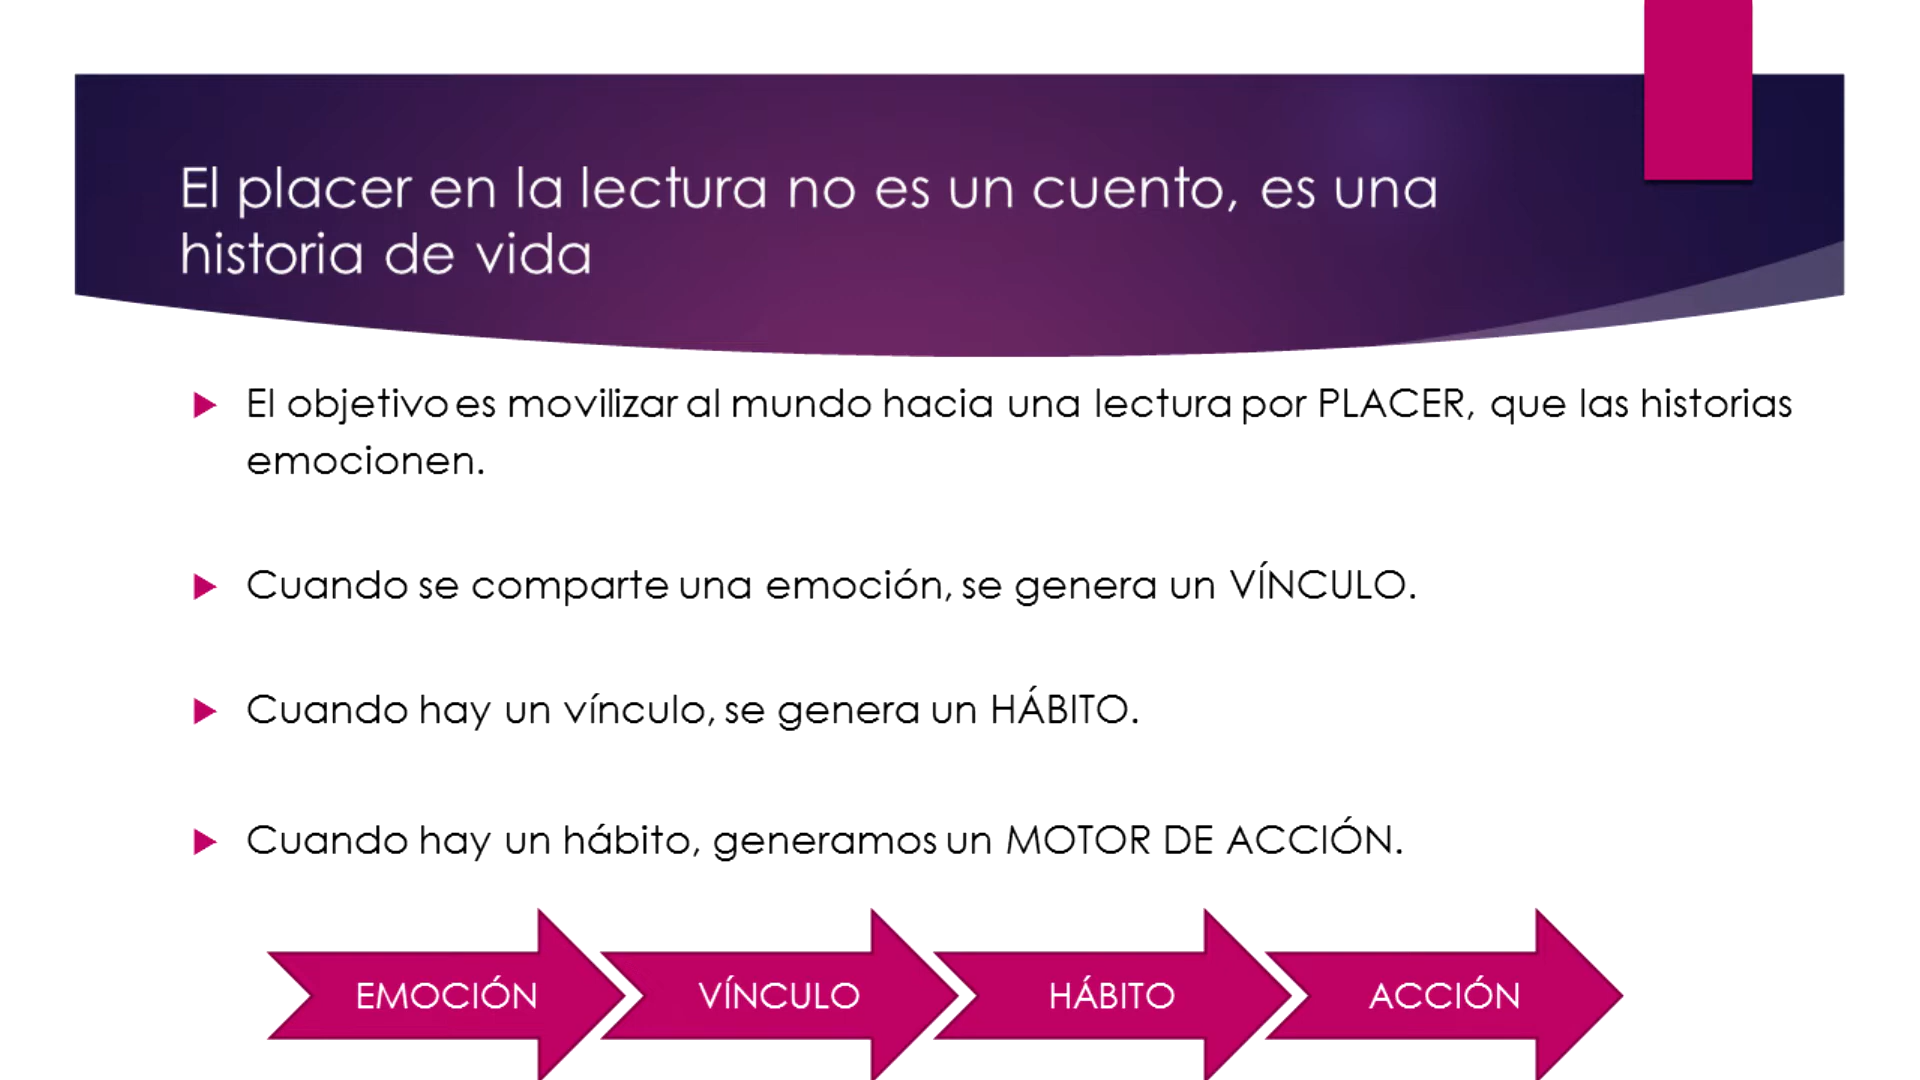 El placer en la lectura no es un cuento, es una
historia de vida
El objetivo es movilizar al mundo hacia una lectura por PLACER, que las historias
emocionen.
Cuando se comparte una emoción, se genera un VÍNCULO.
Cuando hay un vínculo, se genera un HÁBITO.
Cuando hay un hábito, generamos un MOTOR DE ACCIÓN.
EMOCIÓN VÍNCULO HÁBITO ACCIÓN